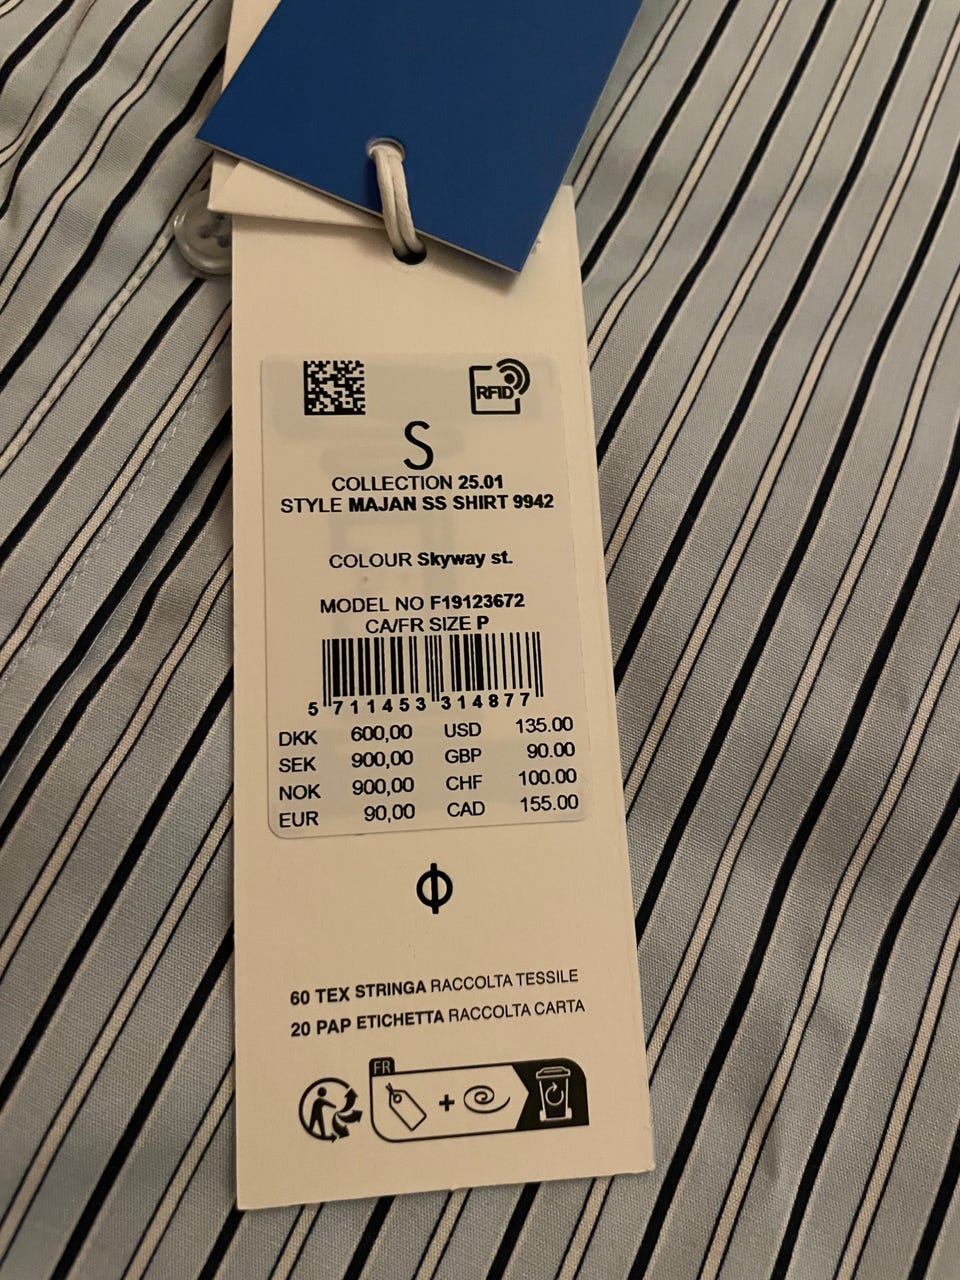 RFID
S
COLLECTION 25.01
STYLE MAJAN SS SHIRT 9942
COLOUR Skyway st.
MODEL NO F19123672
CA/FR SIZE P
5 711453 314877
DKK 600,00 USD 135.00
SEK 900,00 GBP 90.00
NOK 900,00 CHF 100.00
EUR 90,00 CAD 155.00
60 TEX STRINGA RACCOLTA TESSILE
20 PAP ETICHETTA RACCOLTA CARTA
FR